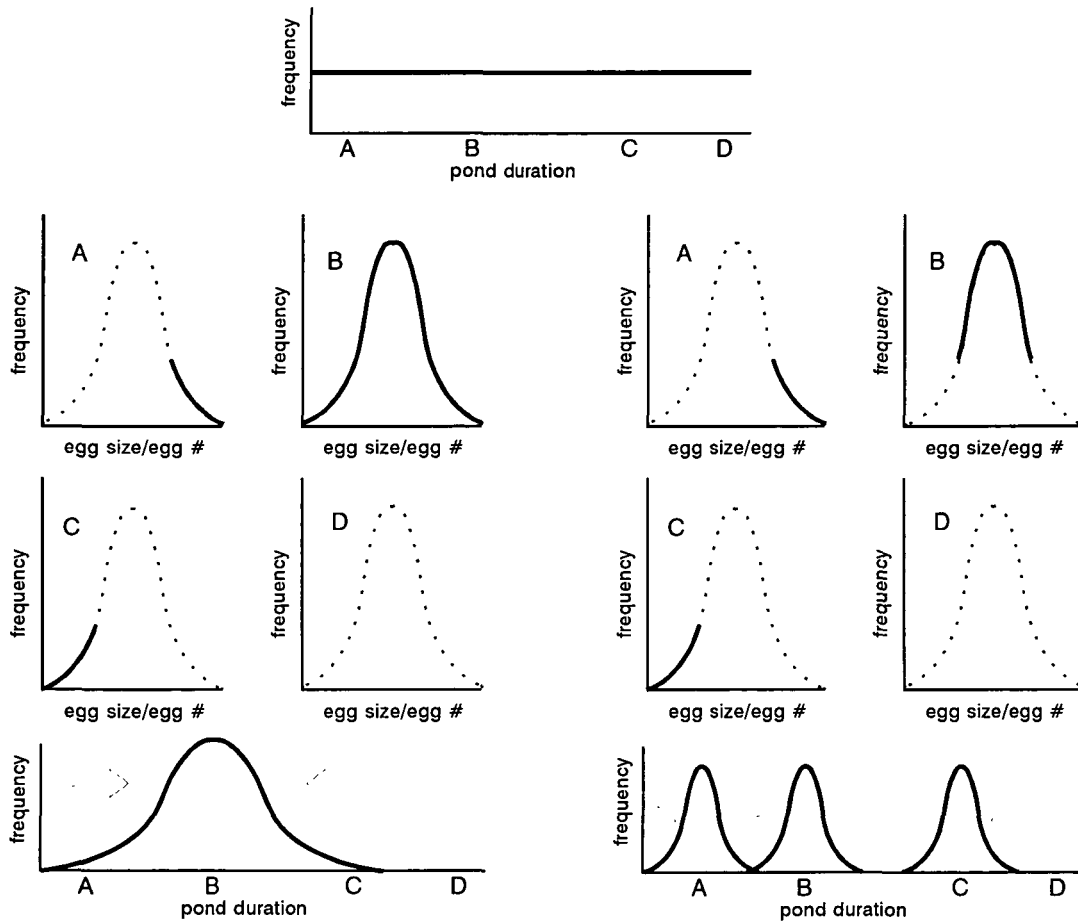 frequency
A B C D
pond duration
A
frequency
egg size/egg #
B
frequency
egg size/egg #
A
frequency
egg size/egg #
B
frequency
egg size/egg #
C
frequency
egg size/egg #
D
frequency
egg size/egg #
C
frequency
egg size/egg #
D
frequency
egg size/egg #
frequency
A B C D
pond duration
frequency
A B C D
pond duration